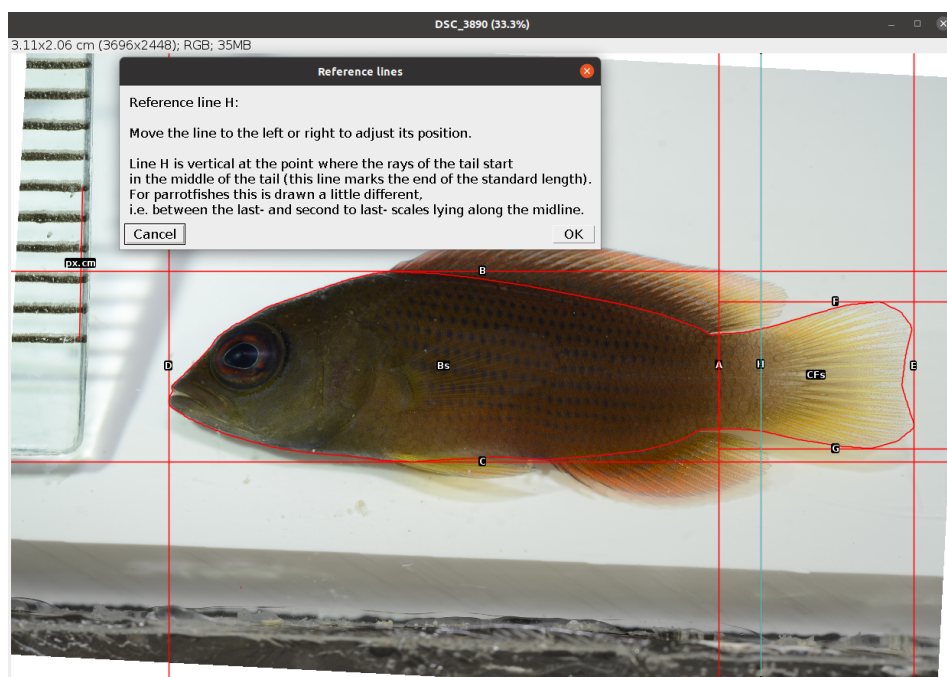 DSC_3890 (33.3%)
3.11x2.06 cm (3696x2448); RGB; 35MB
Reference lines
Reference line H:
Move the line to the left or right to adjust its position.
Line H is vertical at the point where the rays of the tail start
in the middle of the tail (this line marks the end of the standard length).
For parrotfishes this is drawn a little different,
i.e. between the last- and second to last- scales lying along the midline.
Cancel
OK
px.cm
B
F
D
Bs
A
H
CFs
E
G
C